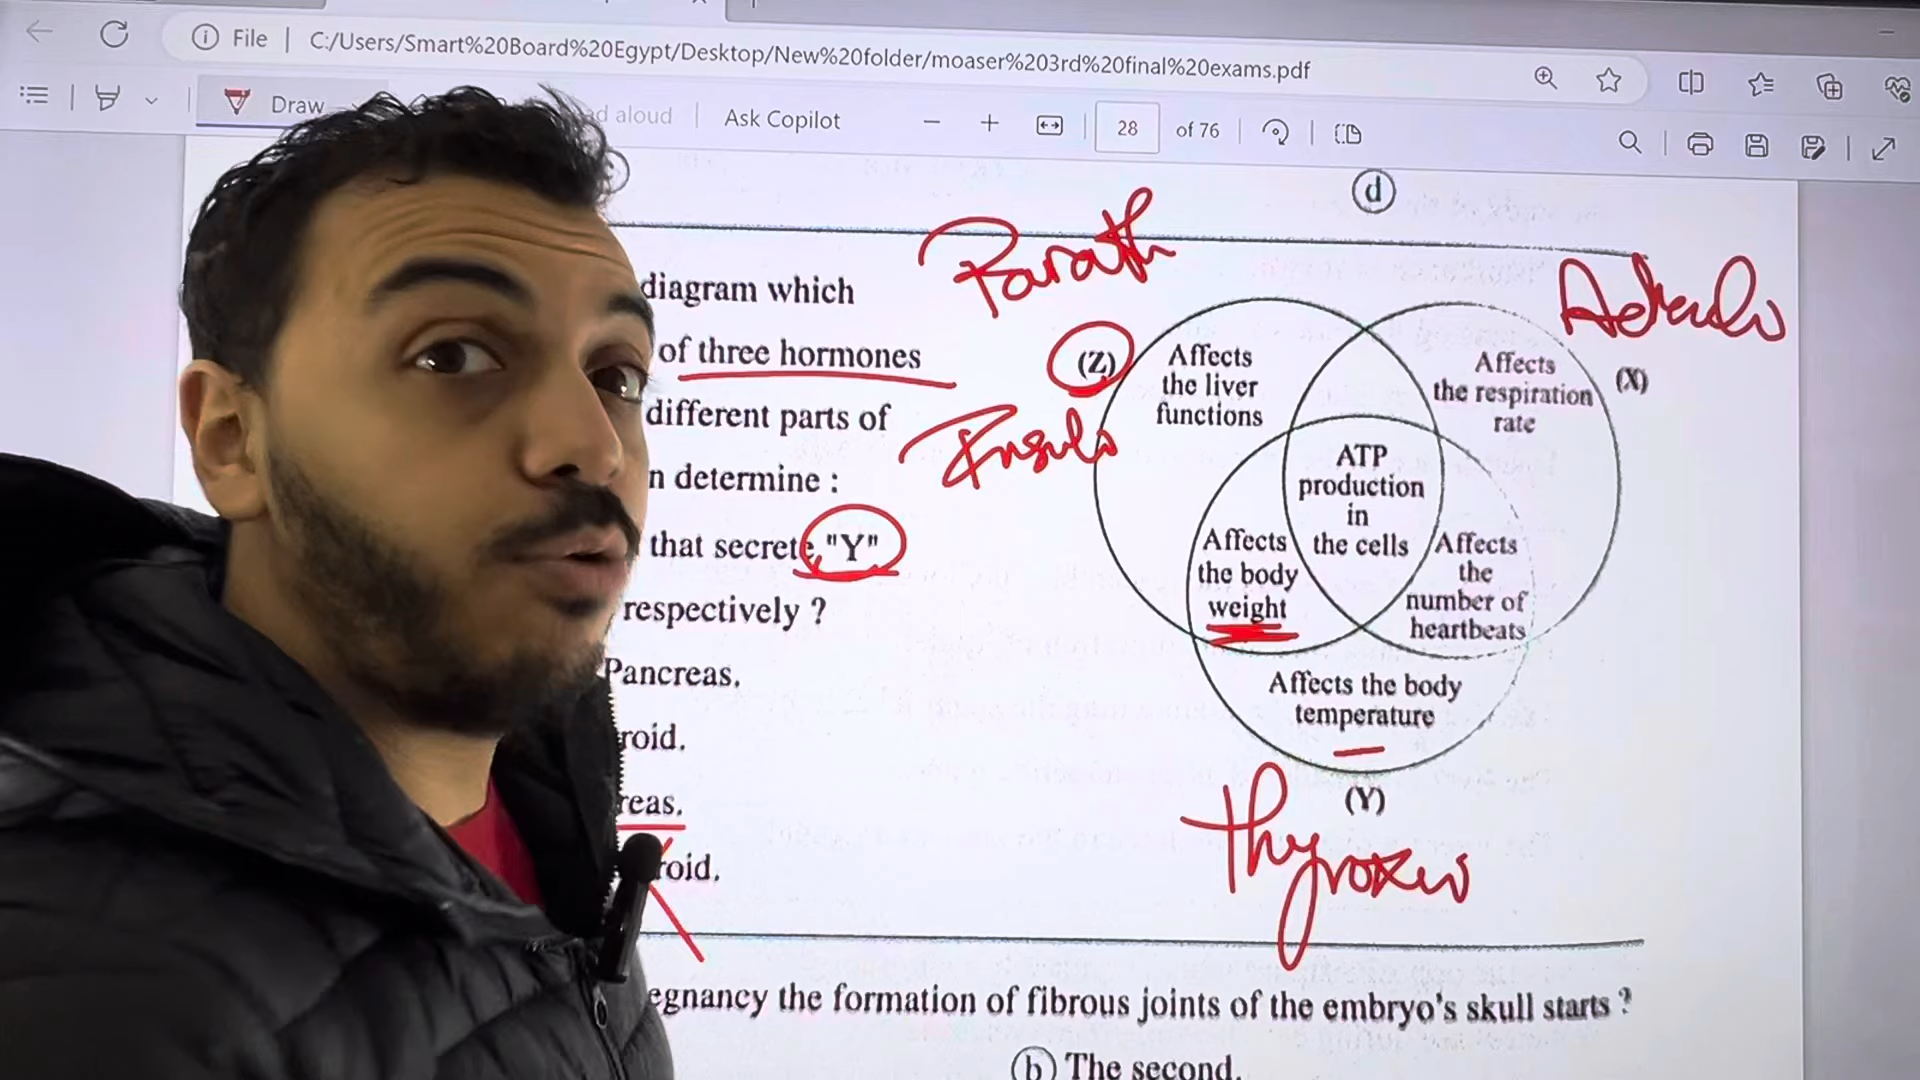 File | C:/Users/Smart%20Board%20Egypt/Desktop/New%20folder/moaser%203rd%20final%20exams.pdf
Draw
aloud
Ask Copilot
28 of 76
d
Parath
diagram which
of three hormones
different parts of
determine :
that secrete "Y"
respectively ?
Pancreas.
roid.
reas.
roid.
(Z)
Affects
the liver
functions
Affects
the respiration
rate
(X)
ATP
production
in
the cells
Affects
the body
weight
Affects
the
number of
heartbeats
Affects the body
temperature
(Y)
egnancy the formation of fibrous joints of the embryo's skull starts ?
b The second.